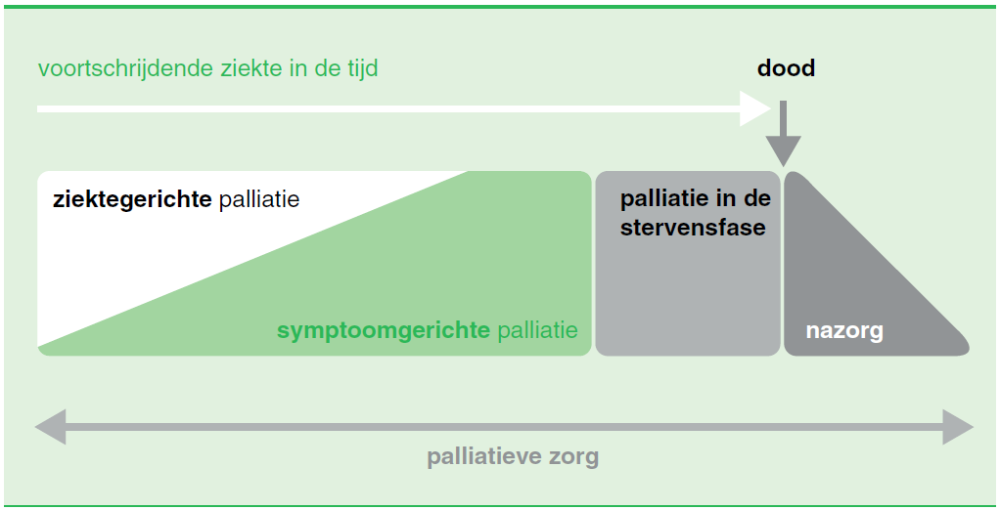 voortschrijdende ziekte in de tijd
dood
ziektegerichte palliatie
palliatie in de
stervensfase
symptoomgerichte palliatie
nazorg
palliatieve zorg